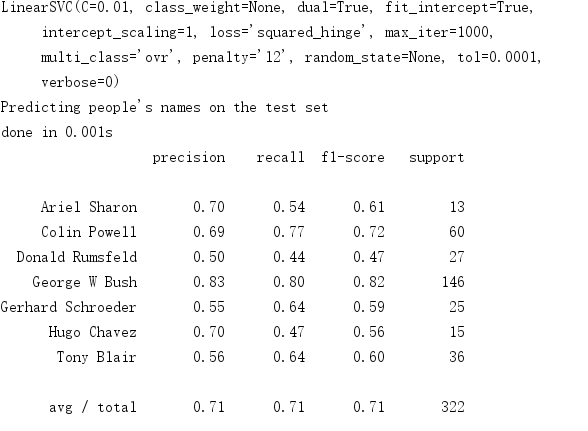 LinearSVC(C=0.01, class_weight=None, dual=True, fit_intercept=True,
intercept_scaling=1, loss='squared_hinge', max_iter=1000,
multi_class='ovr', penalty='l2', random_state=None, tol=0.0001,
verbose=0)
Predicting people's names on the test set
done in 0.001s
precision recall f1-score support
Ariel Sharon 0.70 0.54 0.61 13
Colin Powell 0.69 0.77 0.72 60
Donald Rumsfeld 0.50 0.44 0.47 27
George W Bush 0.83 0.80 0.82 146
Gerhard Schroeder 0.55 0.64 0.59 25
Hugo Chavez 0.70 0.47 0.56 15
Tony Blair 0.56 0.64 0.60 36
avg / total 0.71 0.71 0.71 322